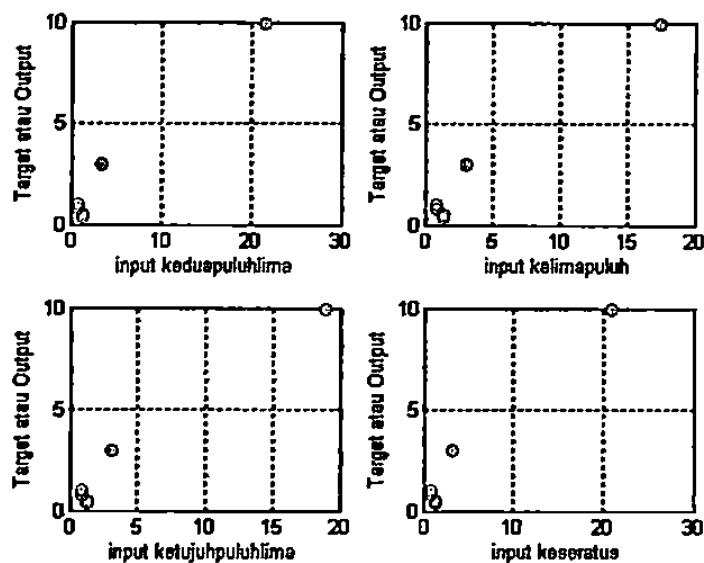 Target atau Output
10
5
0
0 10 20 30
input keduapuluhlima
Target atau Output
10
5
0
0 5 10 15 20
input kelimapuluh
Target atau Output
10
5
0
0 5 10 15 20
input ketujuhpuluhlima
Target atau Output
10
5
0
0 10 20 30
input keseratus